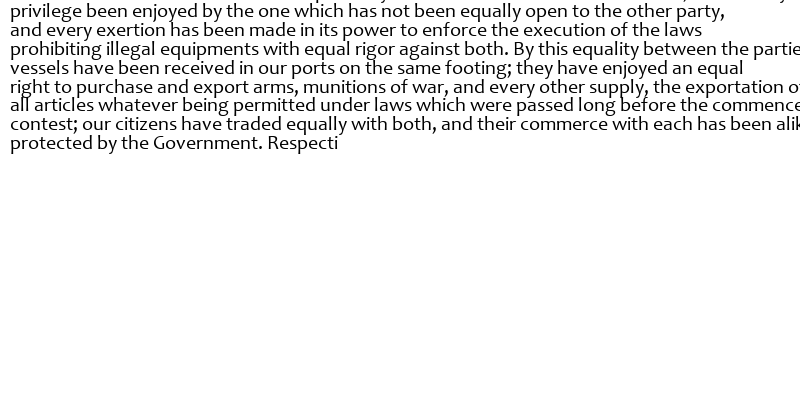 privilege been enjoyed by the one which has not been equally open to the other party,
and every exertion has been made in its power to enforce the execution of the laws
prohibiting illegal equipments with equal rigor against both. By this equality between the partie
vessels have been received in our ports on the same footing; they have enjoyed an equal
right to purchase and export arms, munitions of war, and every other supply, the exportation o
all articles whatever being permitted under laws which were passed long before the commence
contest; our citizens have traded equally with both, and their commerce with each has been alik
protected by the Government. Respecti